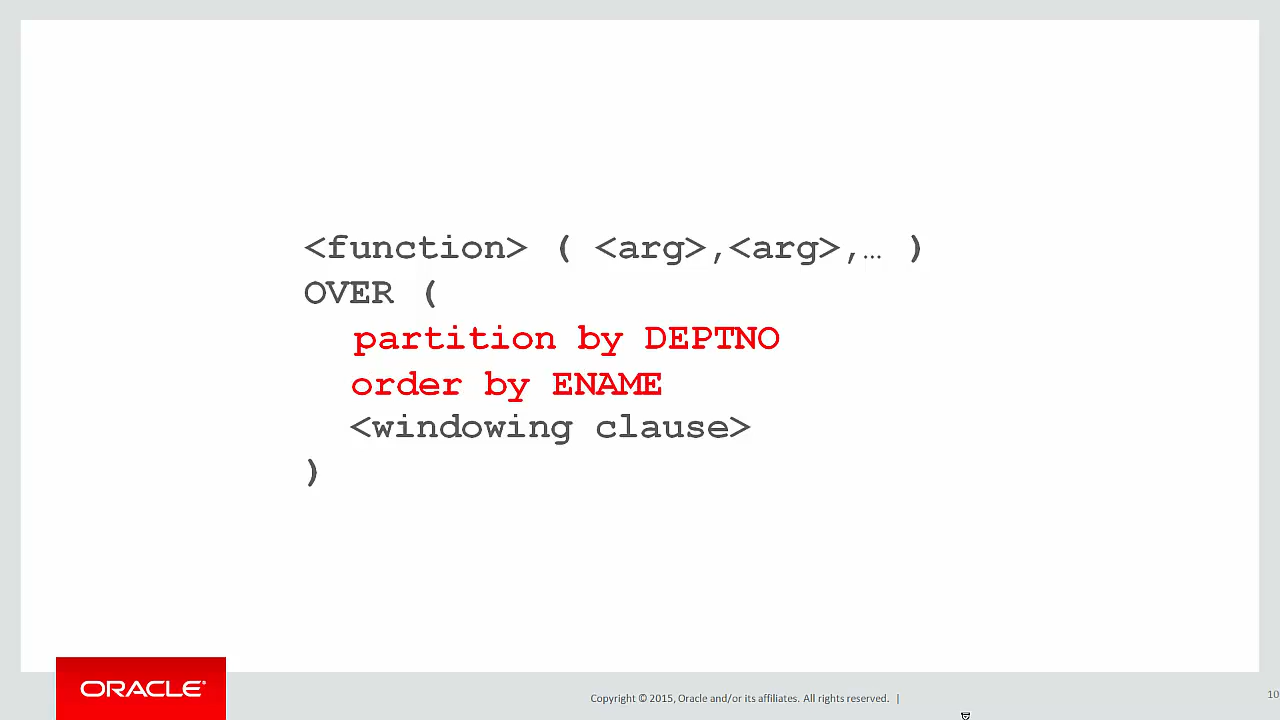 <function> ( <arg>,<arg>,… )
OVER (
partition by DEPTNO
order by ENAME
<windowing clause>
)
ORACLE®
Copyright © 2015, Oracle and/or its affiliates. All rights reserved. |
10